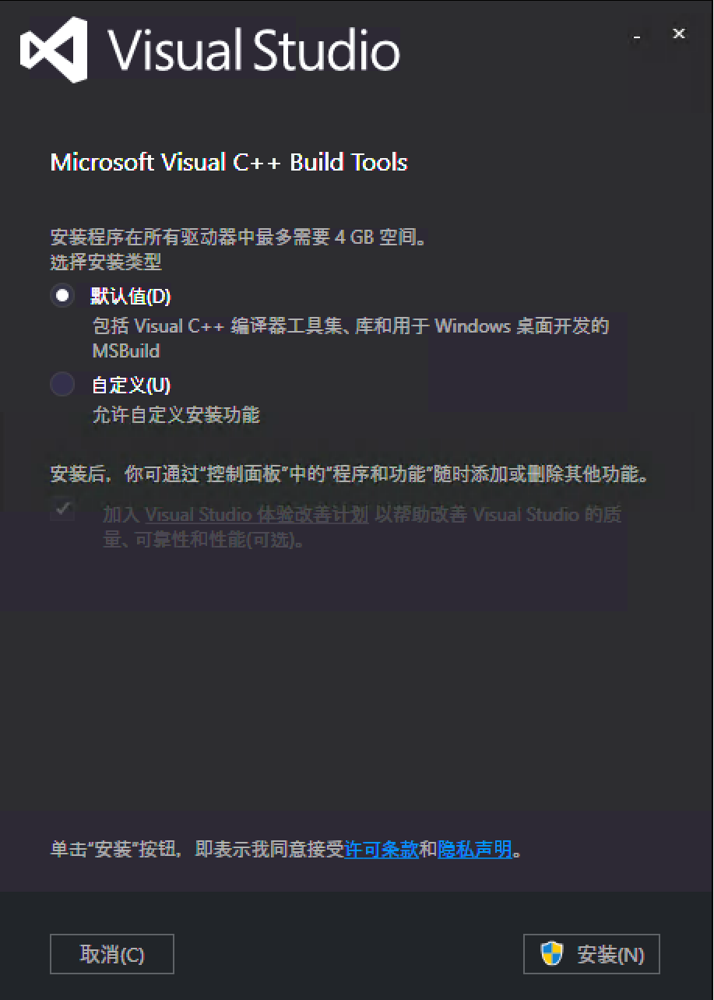 Visual Studio
Microsoft Visual C++ Build Tools
安装程序在所有驱动器中最多需要 4 GB 空间。
选择安装类型
默认值(D)
包括 Visual C++ 编译器工具集、库和用于 Windows 桌面开发的
MSBuild
自定义(U)
允许自定义安装功能
安装后，你可通过“控制面板”中的“程序和功能”随时添加或删除其他功能。
加入 Visual Studio 体验改善计划 以帮助改善 Visual Studio 的质
量、可靠性和性能(可选)。
单击“安装”按钮，即表示我同意接受许可条款和隐私声明。
取消(C)
安装(N)